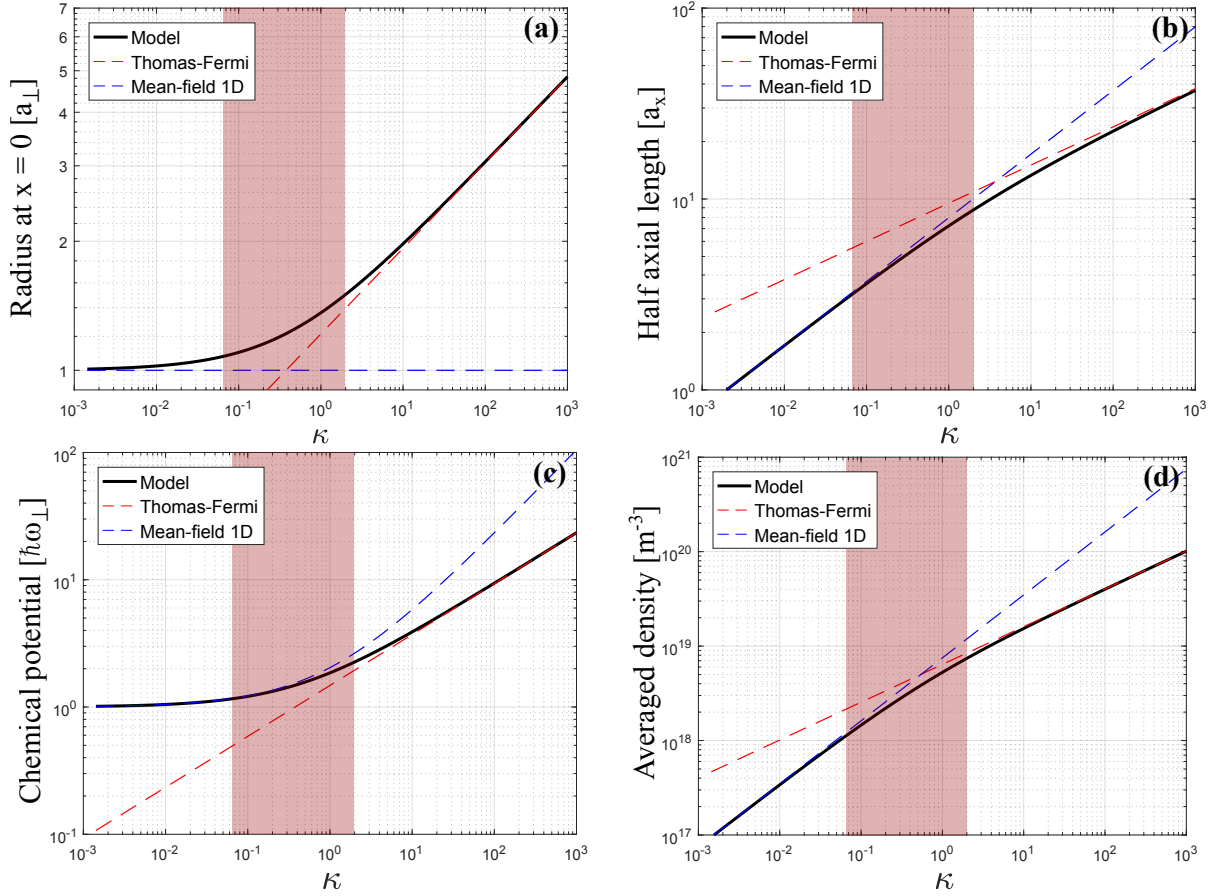 (a)
Model
Thomas-Fermi
Mean-field 1D
Radius at x = 0 [a⊥]
7
6
5
4
3
2
1
10⁻³ 10⁻² 10⁻¹ 10⁰ 10¹ 10² 10³
κ
(b)
Model
Thomas-Fermi
Mean-field 1D
Half axial length [aₓ]
10²
10¹
10⁰
10⁻³ 10⁻² 10⁻¹ 10⁰ 10¹ 10² 10³
κ
(c)
Model
Thomas-Fermi
Mean-field 1D
Chemical potential [ℏω⊥]
10²
10¹
10⁰
10⁻¹
10⁻³ 10⁻² 10⁻¹ 10⁰ 10¹ 10² 10³
κ
(d)
Model
Thomas-Fermi
Mean-field 1D
Averaged density [m⁻³]
10²¹
10²⁰
10¹⁹
10¹⁸
10¹⁷
10⁻³ 10⁻² 10⁻¹ 10⁰ 10¹ 10² 10³
κ